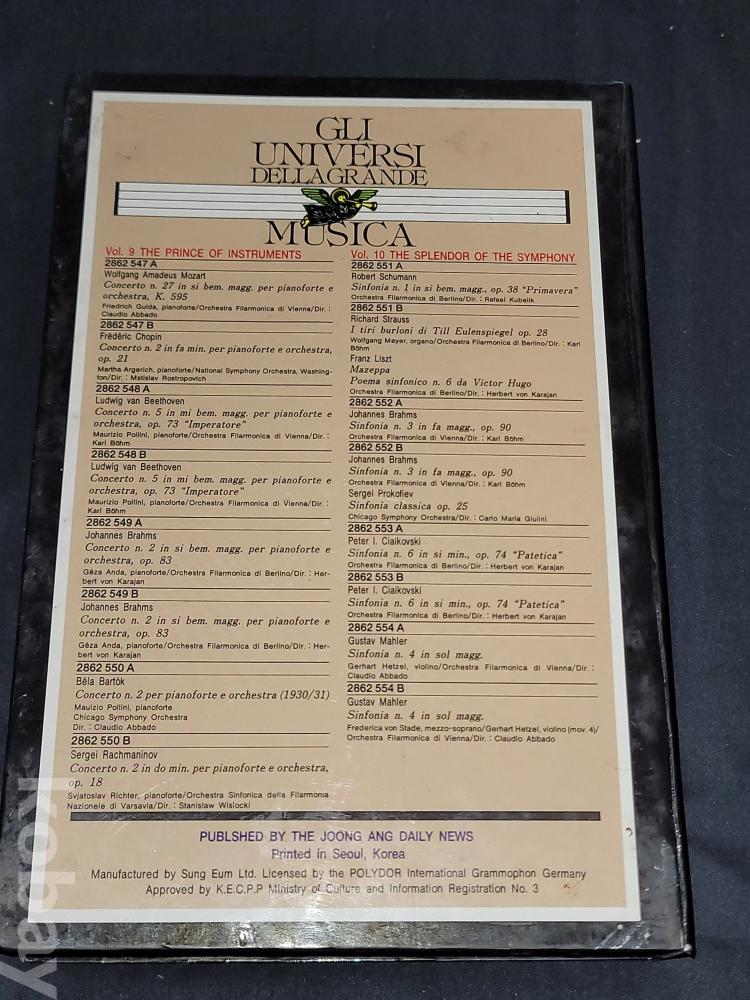 GLI
UNIVERSI
DELLA GRANDE
MUSICA
Vol. 9 THE PRINCE OF INSTRUMENTS
2862 547 A
Wolfgang Amadeus Mozart
Concerto n. 27 in si bem. magg. per pianoforte e
orchestra, K. 595
Friedrich Gulda, pianoforte/Orchestra Filarmonica di Vienna/Dir. :
Claudio Abbado
2862 547 B
Frédéric Chopin
Concerto n. 2 in fa min. per pianoforte e orchestra,
op. 21
Martha Argerich, pianoforte/National Symphony Orchestra, Washing-
ton/Dir. : Mstislav Rostropovich
2862 548 A
Ludwig van Beethoven
Concerto n. 5 in mi bem. magg. per pianoforte e
orchestra, op. 73 "Imperatore"
Maurizio Pollini, pianoforte/Orchestra Filarmonica di Vienna/Dir. :
Karl Böhm
2862 548 B
Ludwig van Beethoven
Concerto n. 5 in mi bem. magg. per pianoforte e
orchestra, op. 73 "Imperatore"
Maurizio Pollini, pianoforte/Orchestra Filarmonica di Vienna/Dir. :
Karl Böhm
2862 549 A
Johannes Brahms
Concerto n. 2 in si bem. magg. per pianoforte e
orchestra, op. 83
Géza Anda, pianoforte/Orchestra Filarmonica di Berlino/Dir. : Her-
bert von Karajan
2862 549 B
Johannes Brahms
Concerto n. 2 in si bem. magg. per pianoforte e
orchestra, op. 83
Géza Anda, pianoforte/Orchestra Filarmonica di Berlino/Dir. : Her-
bert von Karajan
2862 550 A
Béla Bartók
Concerto n. 2 per pianoforte e orchestra (1930/31)
Maulzio Pollini, pianoforte
Chicago Symphony Orchestra
Dir. : Claudio Abbado
2862 550 B
Sergei Rachmaninov
Concerto n. 2 in do min. per pianoforte e orchestra,
op. 18
Svjatoslav Richter, pianoforte/Orchestra Sinfonica della Filarmonia
Nazionele di Varsavia/Dir. : Stanislaw Wislocki
Vol. 10 THE SPLENDOR OF THE SYMPHONY
2862 551 A
Robert Schumann
Sinfonia n. 1 in si bem. magg., op. 38 "Primavera"
Orchestra Filarmonica di Berlino/Dir. : Rafael Kubelik
2862 551 B
Richard Strauss
I tiri burloni di Till Eulenspiegel op. 28
Wolfgang Meyer, organo/Orchestra Filarmonica di Berlino/Dir. : Karl
Böhm
Franz Liszt
Mazeppa
Poema sinfonico n. 6 da Victor Hugo
Orchestra Filarmonica di Berlino/Dir. : Herbert von Karajan
2862 552 A
Johannes Brahms
Sinfonia n. 3 in fa magg., op. 90
Orchestra Filarmonica di Vienna/Dir. : Karl Böhm
2862 552 B
Johannes Brahms
Sinfonia n. 3 in fa magg., op. 90
Orchestra Filarmonica di Vienna/Dir. : Karl Böhm
Sergei Prokofiev
Sinfonia classica op. 25
Chicago Symphony Orchestra/Dir. : Carlo Maria Giulini
2862 553 A
Peter I. Ciaikovski
Sinfonia n. 6 in si min., op. 74 "Patetica"
Orchestra Filarmonica di Berlino/Dir. : Herbert von Karajan
2862 553 B
Peter I. Ciaikovski
Sinfonia n. 6 in si min., op. 74 "Patetica"
Orchestra Filarmonica di Berlino/Dir. : Herbert von Karajan
2862 554 A
Gustav Mahler
Sinfonia n. 4 in sol magg.
Gerhart Hetzel, violino/Orchestra Filarmonica di Vienna/Dir. :
Claudio Abbado
2862 554 B
Gustav Mahler
Sinfonia n. 4 in sol magg.
Frederica von Stade, mezzo-soprano/Gerhart Hetzel, violino (mov. 4)/
Orchestra Filarmonica di Vienna/Dir. : Claudio Abbado
PUBLSHED BY THE JOONG ANG DAILY NEWS
Printed in Seoul, Korea
Manufactured by Sung Eum Ltd. Licensed by the POLYDOR International Grammophon Germany
Approved by K.E.C.P.P Ministry of Culture and Information Registration No. 3
kobay